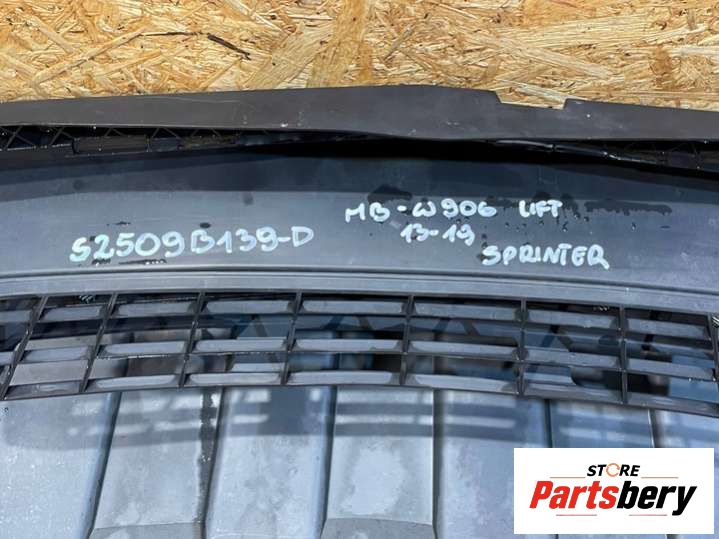 MB-W906 LIFT
S2509B139-D
13-19
SPRINTER
STORE
Partsbery